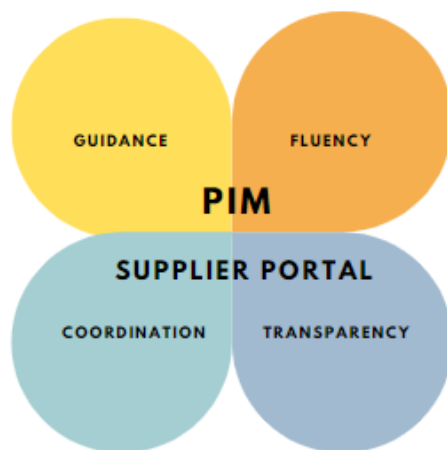 GUIDANCE
FLUENCY
PIM
SUPPLIER PORTAL
COORDINATION
TRANSPARENCY